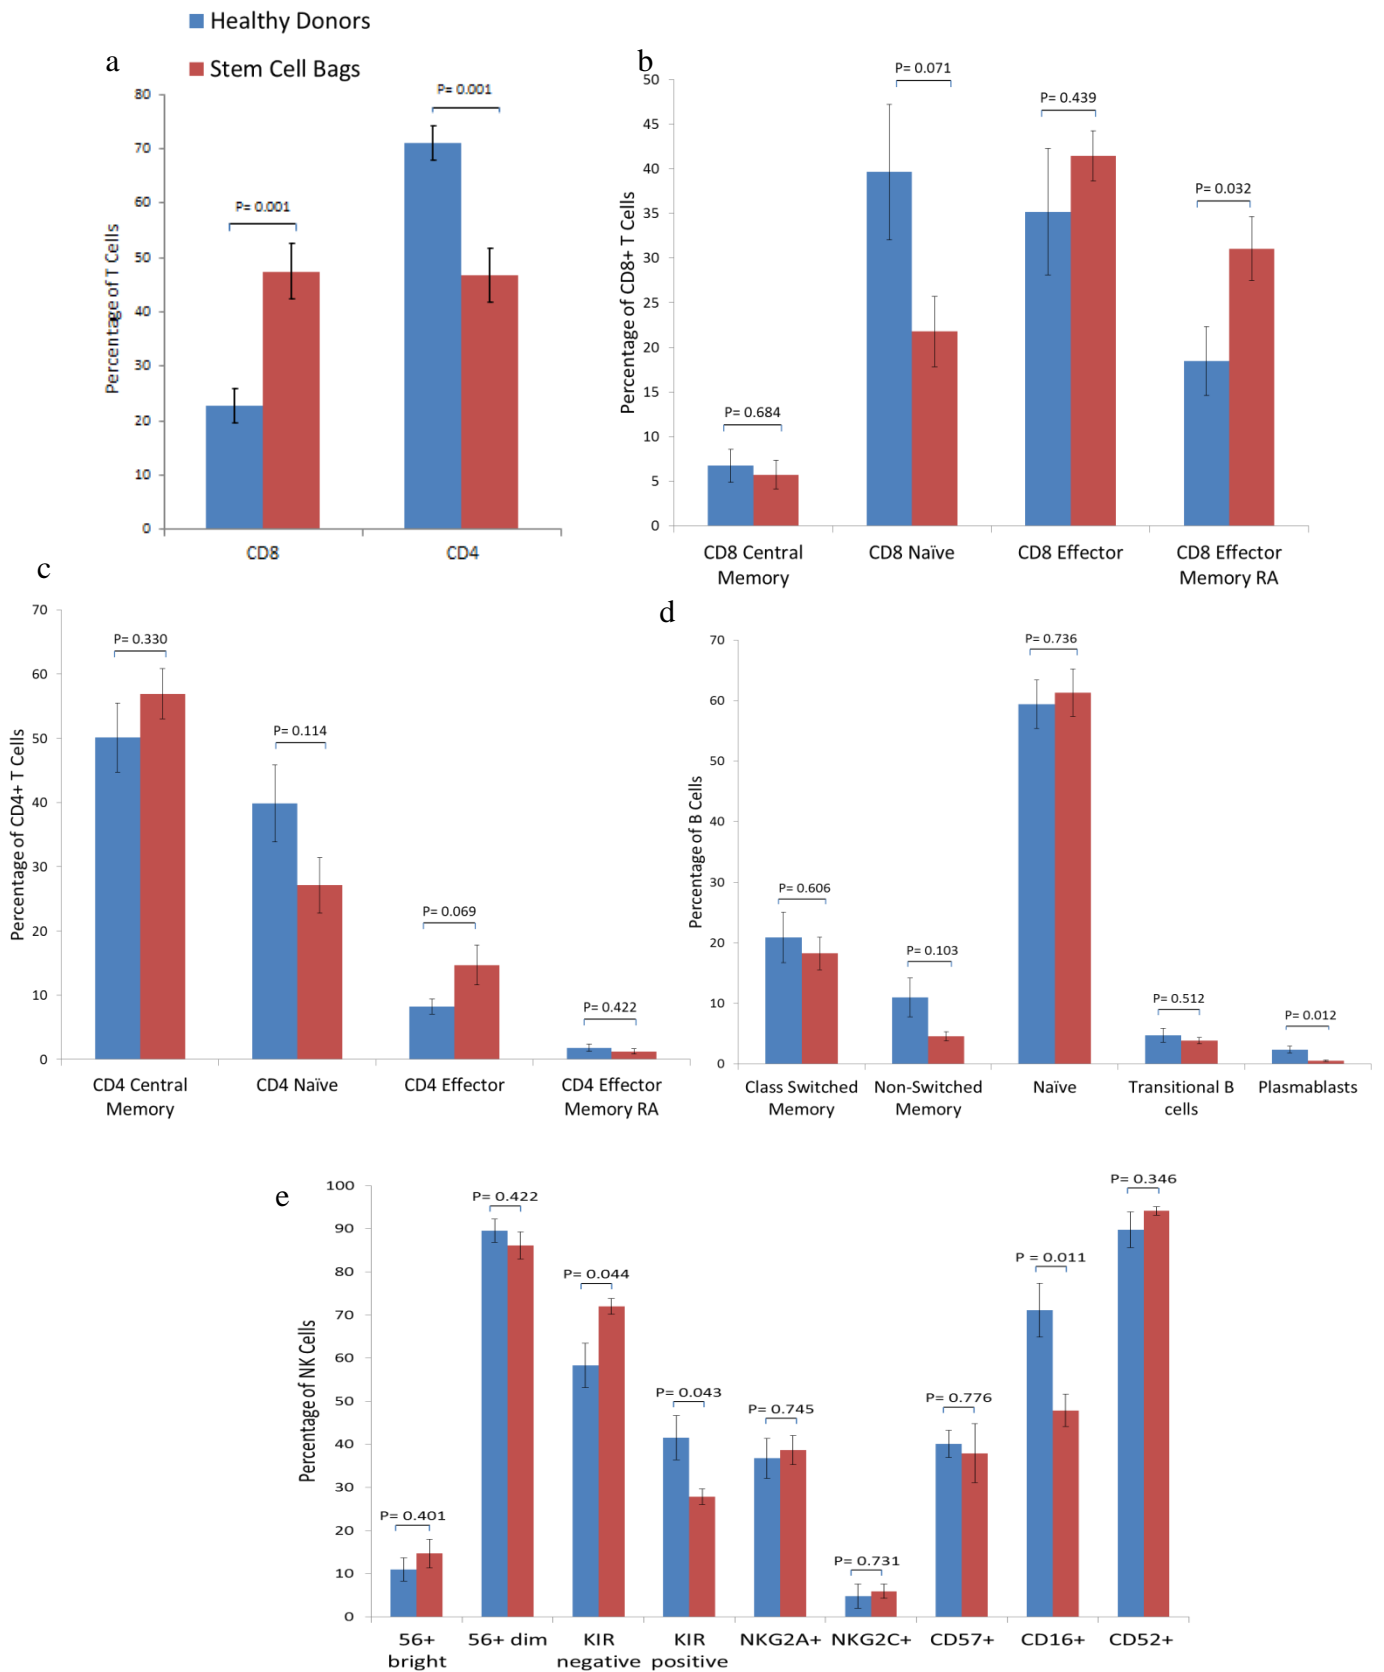 Healthy Donors
Stem Cell Bags
a
Percentage of T Cells
80
70
60
50
40
30
20
10
0
P= 0.001
P= 0.001
CD8
CD4
b
Percentage of CD8+ T Cells
50
45
40
35
30
25
20
15
10
5
0
P= 0.684
P= 0.071
P= 0.439
P= 0.032
CD8 Central
Memory
CD8 Naïve
CD8 Effector
CD8 Effector
Memory RA
c
Percentage of CD4+ T Cells
70
60
50
40
30
20
10
0
P= 0.330
P= 0.114
P= 0.069
P= 0.422
CD4 Central
Memory
CD4 Naïve
CD4 Effector
CD4 Effector
Memory RA
d
Percentage of B Cells
70
60
50
40
30
20
10
0
P= 0.606
P= 0.103
P= 0.736
P= 0.512
P= 0.012
Class Switched
Memory
Non-Switched
Memory
Naïve
Transitional B
cells
Plasmablasts
e
Percentage of NK Cells
100
90
80
70
60
50
40
30
20
10
0
P= 0.401
P= 0.422
P= 0.044
P= 0.043
P= 0.745
P= 0.731
P= 0.776
P = 0.011
P= 0.346
56+
bright
56+ dim
KIR
negative
KIR
positive
NKG2A+
NKG2C+
CD57+
CD16+
CD52+